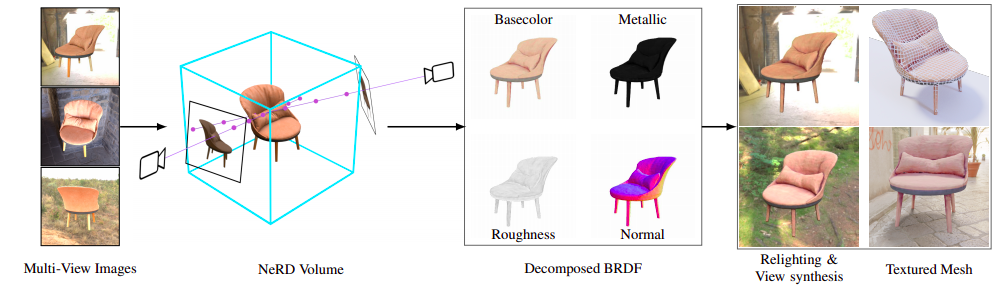 Basecolor
Metallic
Roughness
Normal
Multi-View Images
NeRD Volume
Decomposed BRDF
Relighting &
View synthesis
Textured Mesh